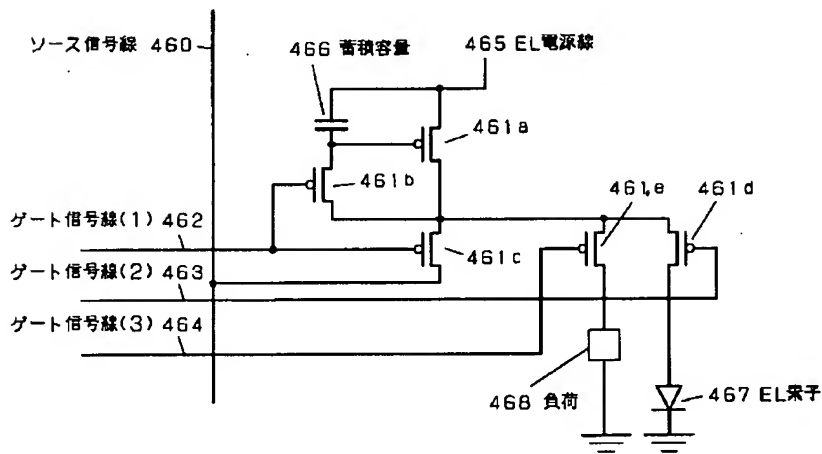 ソース信号線 460
466 蓄積容量
465 EL電源線
461a
461b
461e
461d
ゲート信号線(1) 462
461c
ゲート信号線(2) 463
ゲート信号線(3) 464
468 負荷
467 EL素子